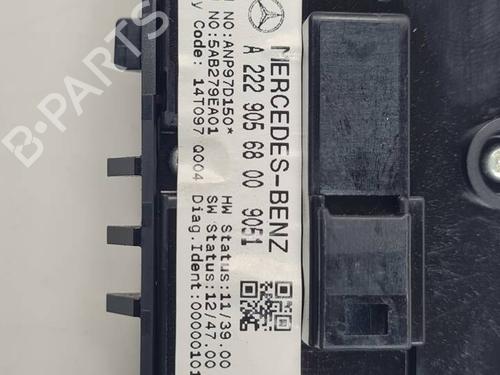 MERCEDES-BENZ
A 222 905 68 00 9051
NO:ANP97D150* HW Status:11/39.00
NO:5AB279EA01 SW Status:12/47.00
y Code: 14T097 Q004 Diag.Ident:00000101
B-PARTS